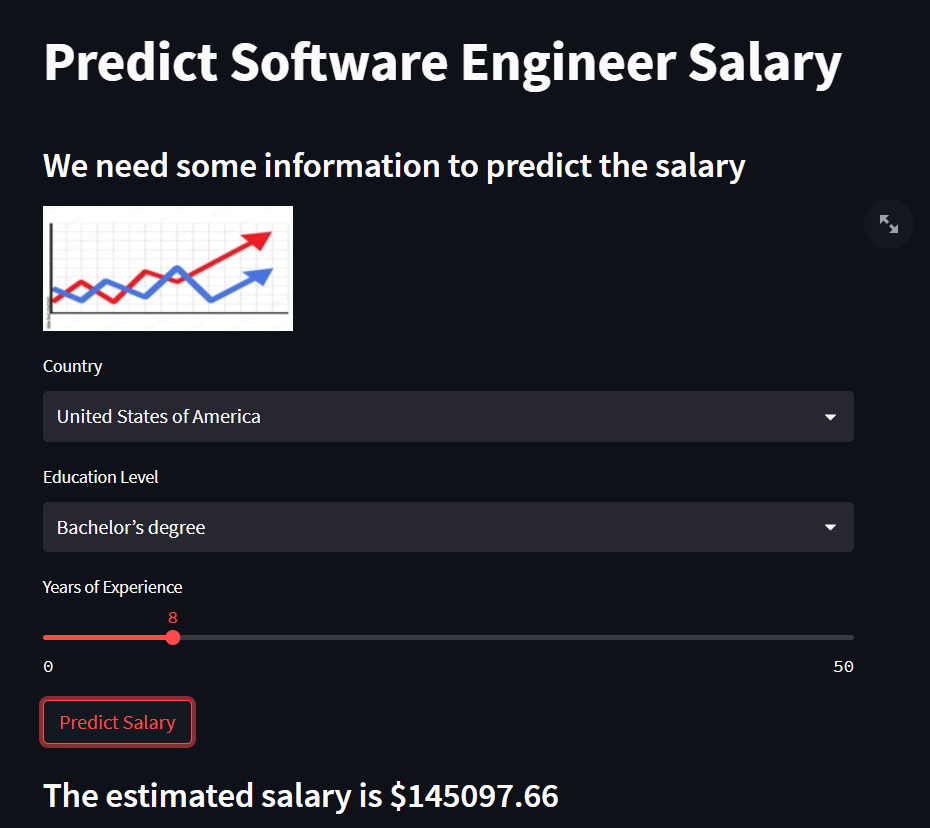 Predict Software Engineer Salary
We need some information to predict the salary
Country
United States of America
Education Level
Bachelor’s degree
Years of Experience
8
0 50
Predict Salary
The estimated salary is $145097.66